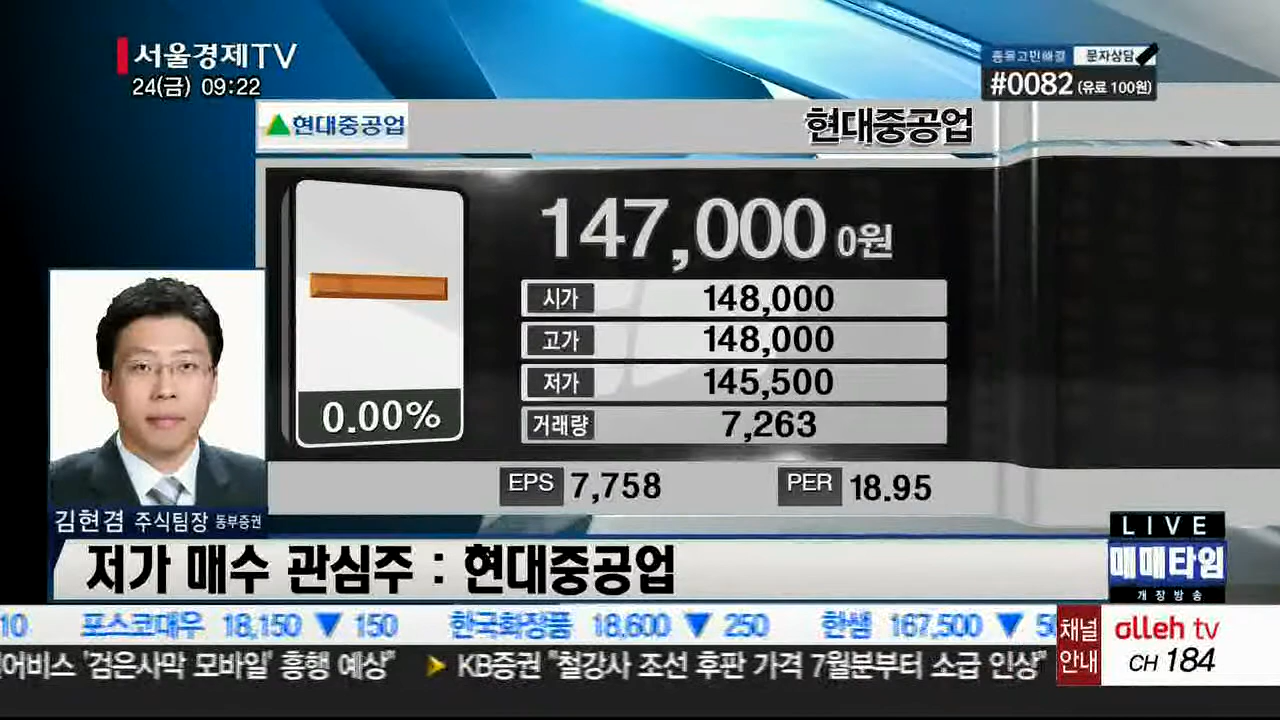 서울경제TV
24(금) 09:22
종목고민해결 문자상담
#0082 (유료 100원)
▲현대중공업
현대중공업
147,000 0원
시가 148,000
고가 148,000
저가 145,500
거래량 7,263
0.00%
EPS 7,758
PER 18.95
김현겸 주식팀장 동부증권
저가 매수 관심주 : 현대중공업
LIVE
매매타임
개장방송
10 포스코대우 18,150 ▼ 150 한국화장품 18,600 ▼ 250 한샘 167,500 ▼
어비스 '검은사막 모바일' 흥행 예상" ▶ KB증권 "철강사 조선 후판 가격 7월분부터 소급 인상"
채널
안내
olleh tv
CH 184